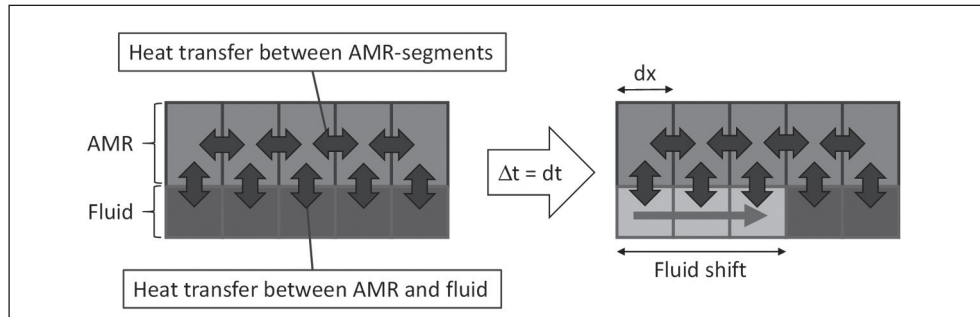 Heat transfer between AMR-segments
dx
AMR
Δt = dt
Fluid
Fluid shift
Heat transfer between AMR and fluid